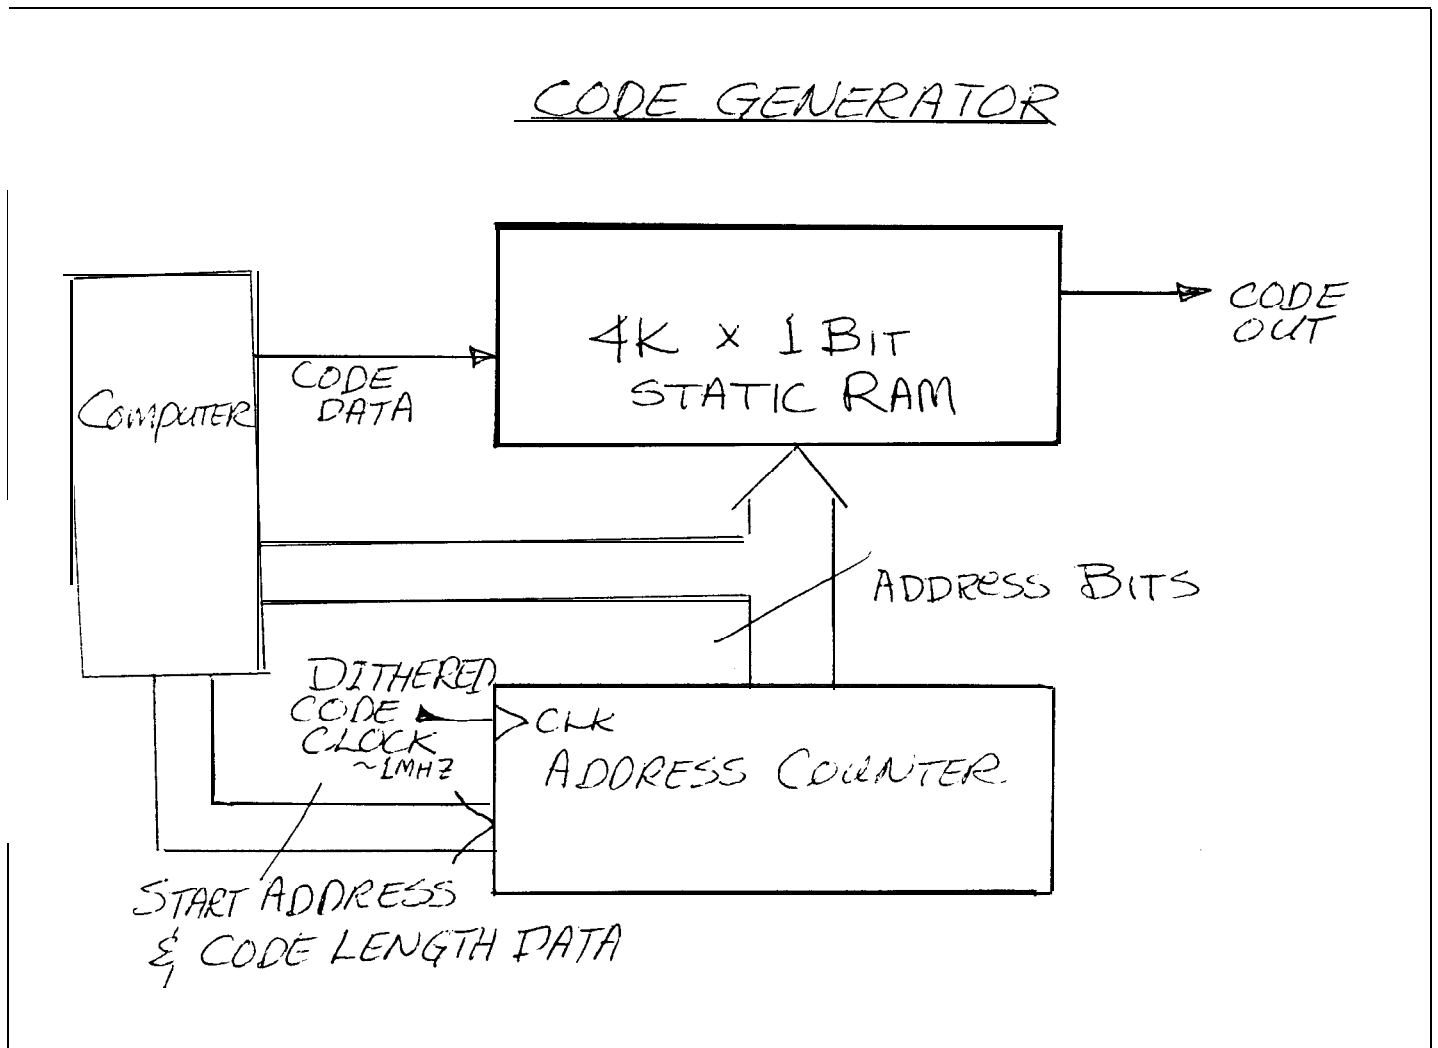 CODE GENERATOR
4K x 1 BIT
STATIC RAM
CODE
OUT
COMPUTER
CODE
DATA
ADDRESS BITS
DITHERED
CODE
CLOCK
~1MHZ
CLK
ADDRESS COUNTER
START ADDRESS
& CODE LENGTH DATA